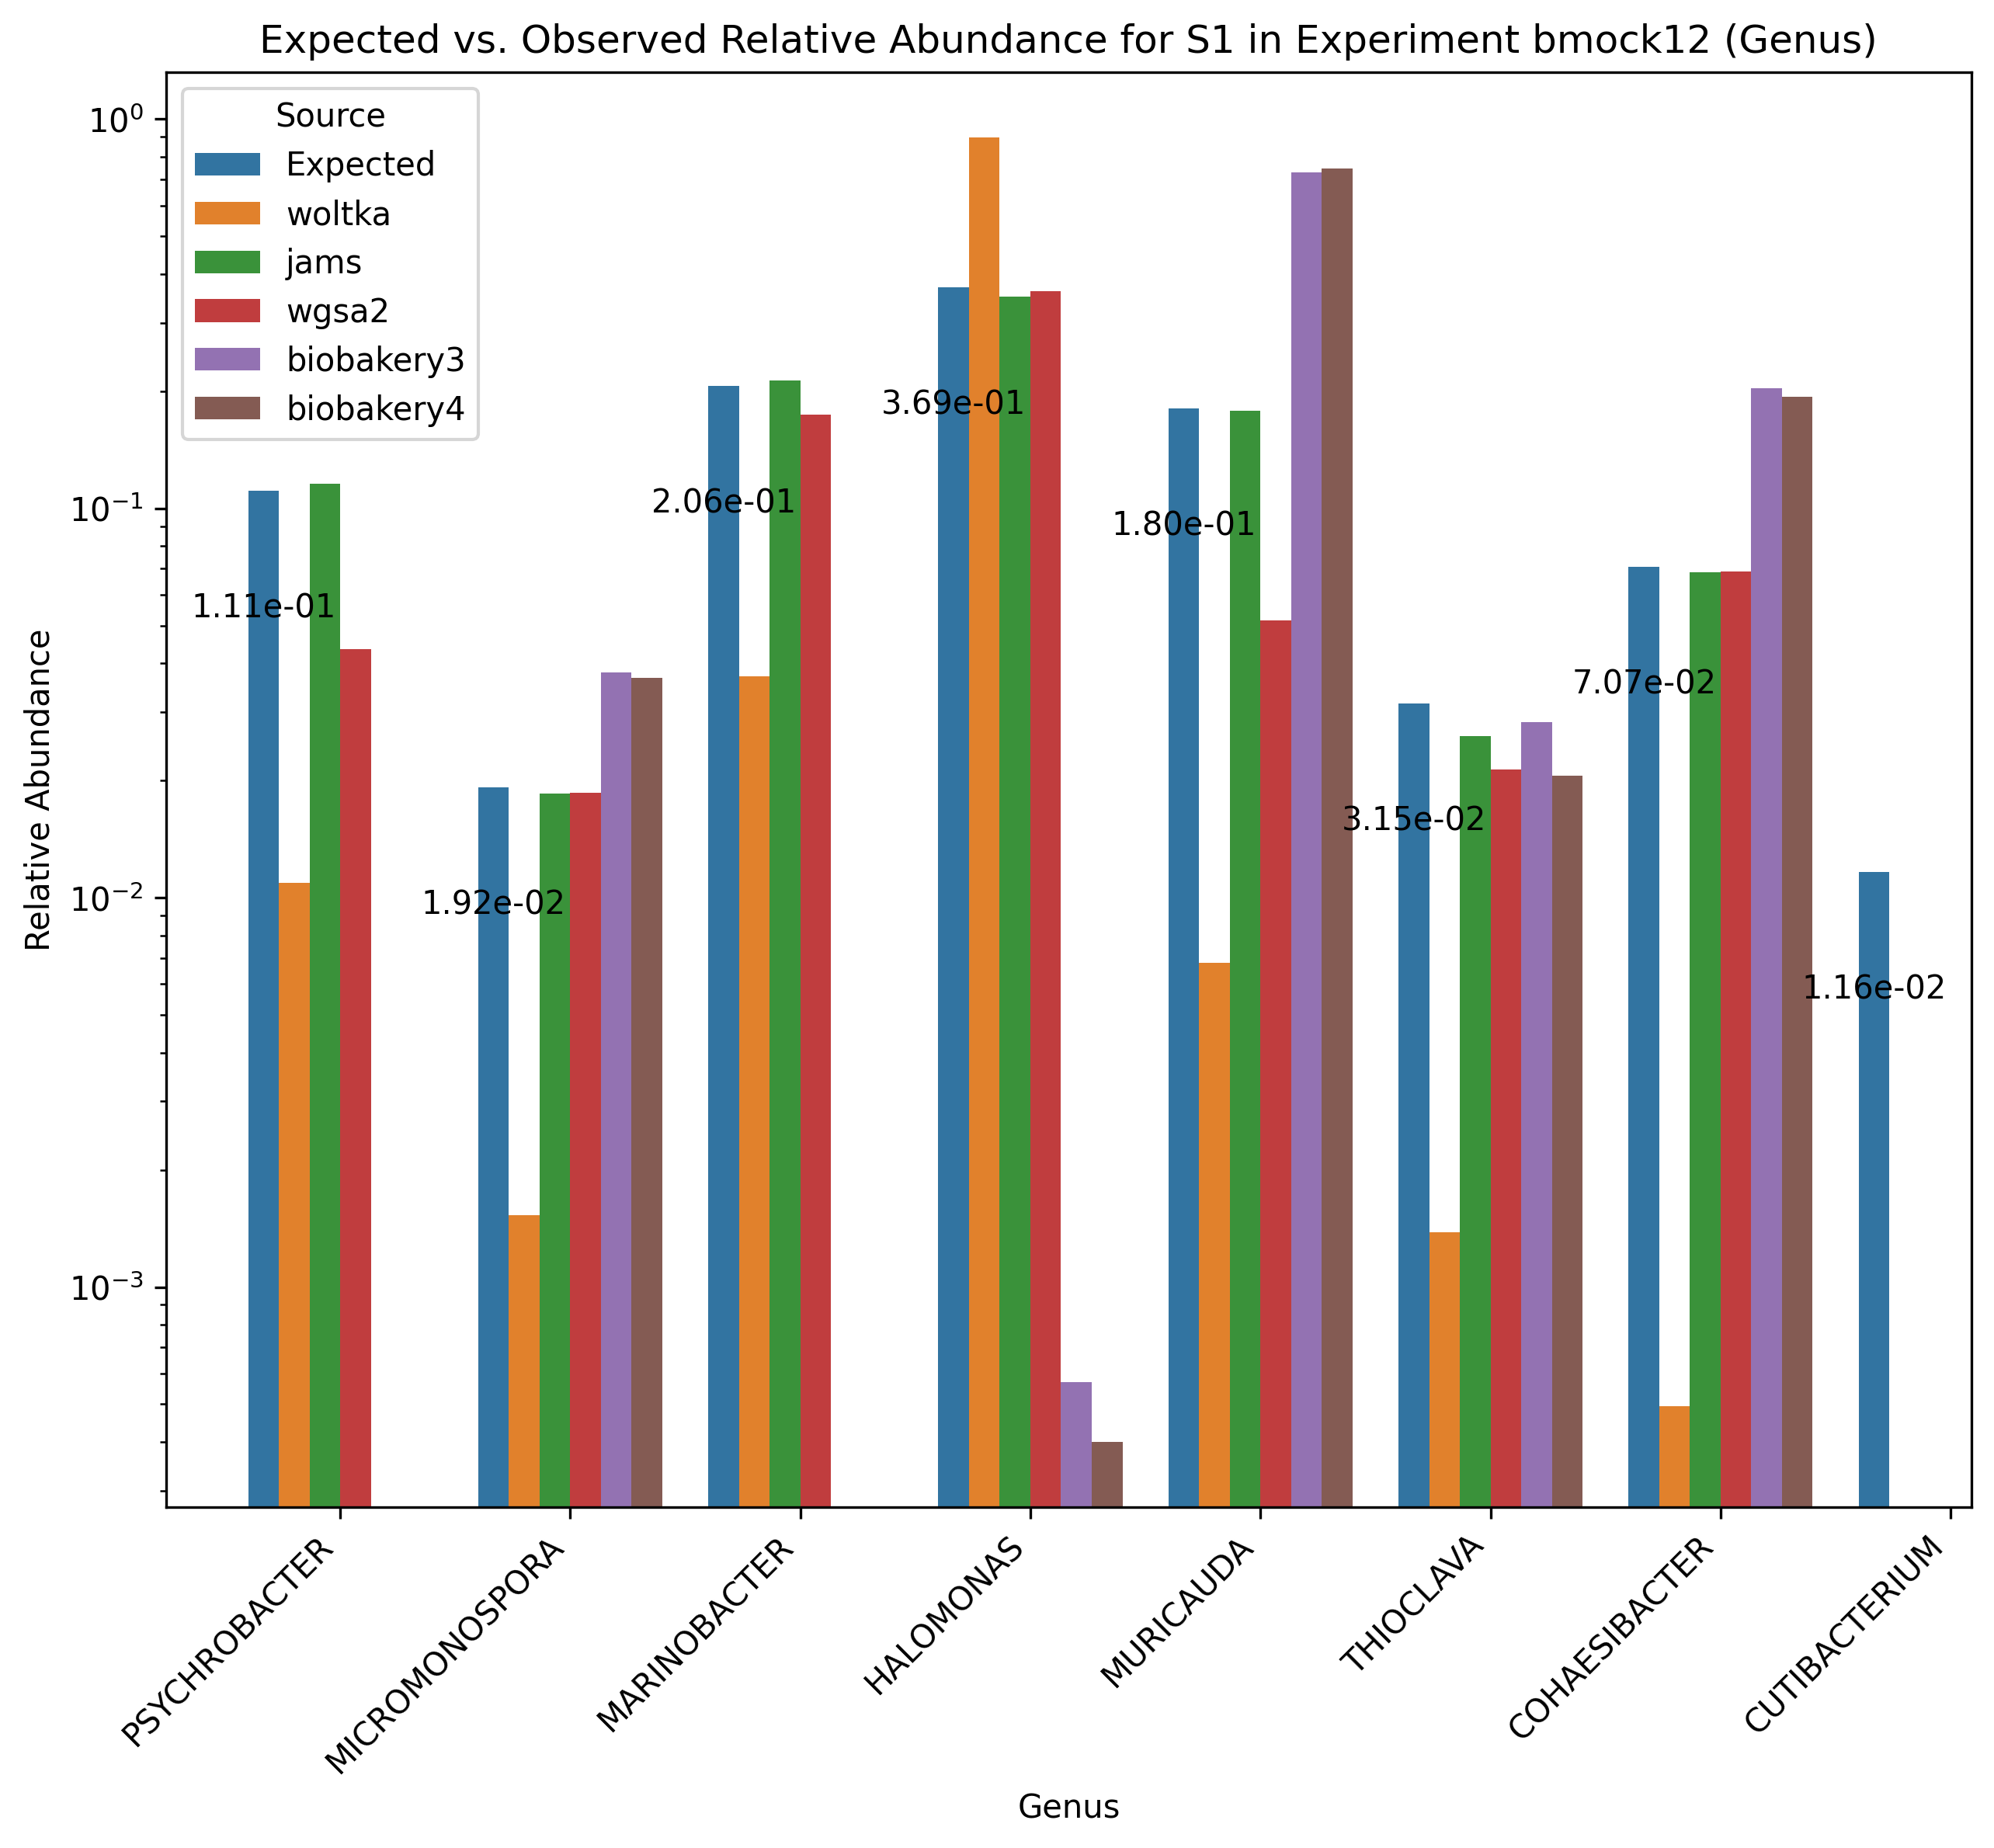 Expected vs. Observed Relative Abundance for S1 in Experiment bmock12 (Genus)
Source
Expected
woltka
jams
wgsa2
biobakery3
biobakery4
10⁰
10⁻¹
10⁻²
10⁻³
Relative Abundance
1.11e-01
1.92e-02
2.06e-01
3.69e-01
1.80e-01
3.15e-02
7.07e-02
1.16e-02
PSYCHROBACTER
MICROMONOSPORA
MARINOBACTER
HALOMONAS
MURICAUDA
THIOCLAVA
COHAESIBACTER
CUTIBACTERIUM
Genus